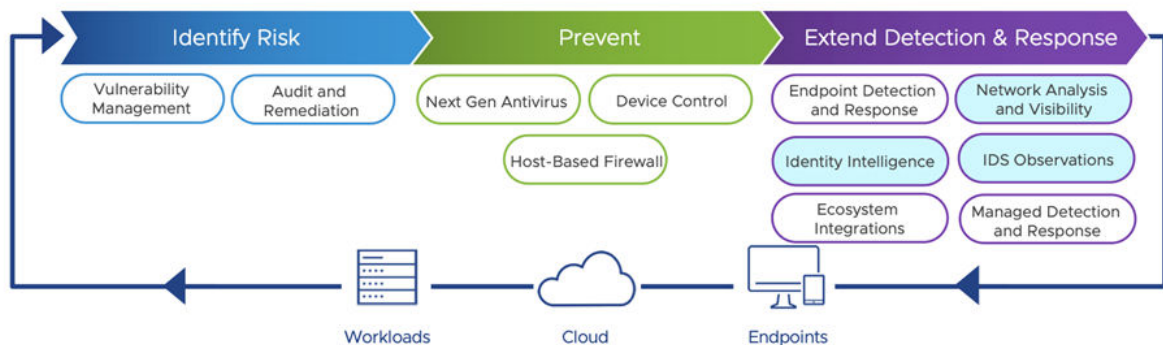 Identify Risk
Prevent
Extend Detection & Response
Vulnerability
Management
Audit and
Remediation
Next Gen Antivirus
Device Control
Host-Based Firewall
Endpoint Detection
and Response
Network Analysis
and Visibility
Identity Intelligence
IDS Observations
Ecosystem
Integrations
Managed Detection
and Response
Workloads
Cloud
Endpoints